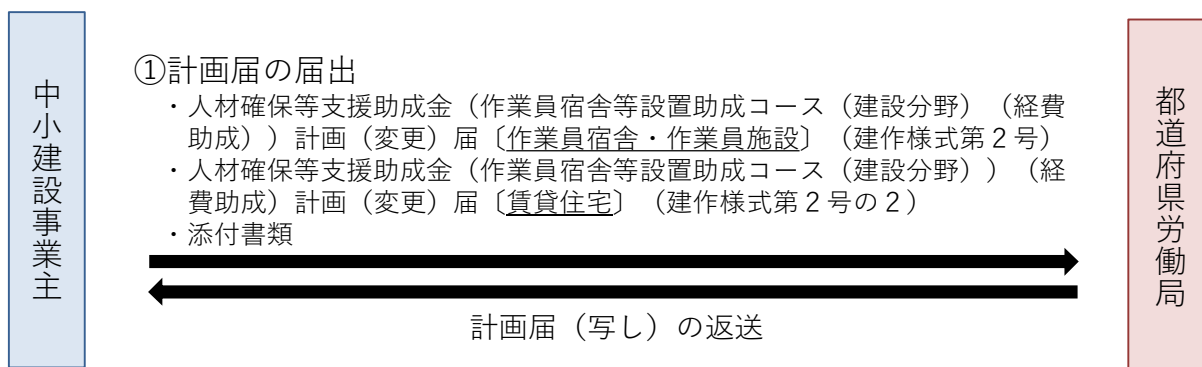 中小建設事業主
①計画届の届出
・人材確保等支援助成金（作業員宿舎等設置助成コース（建設分野）（経費
助成））計画（変更）届〔作業員宿舎・作業員施設〕（建作様式第２号）
・人材確保等支援助成金（作業員宿舎等設置助成コース（建設分野））（経
費助成）計画（変更）届〔賃貸住宅〕（建作様式第２号の２）
・添付書類
計画届（写し）の返送
都道府県労働局